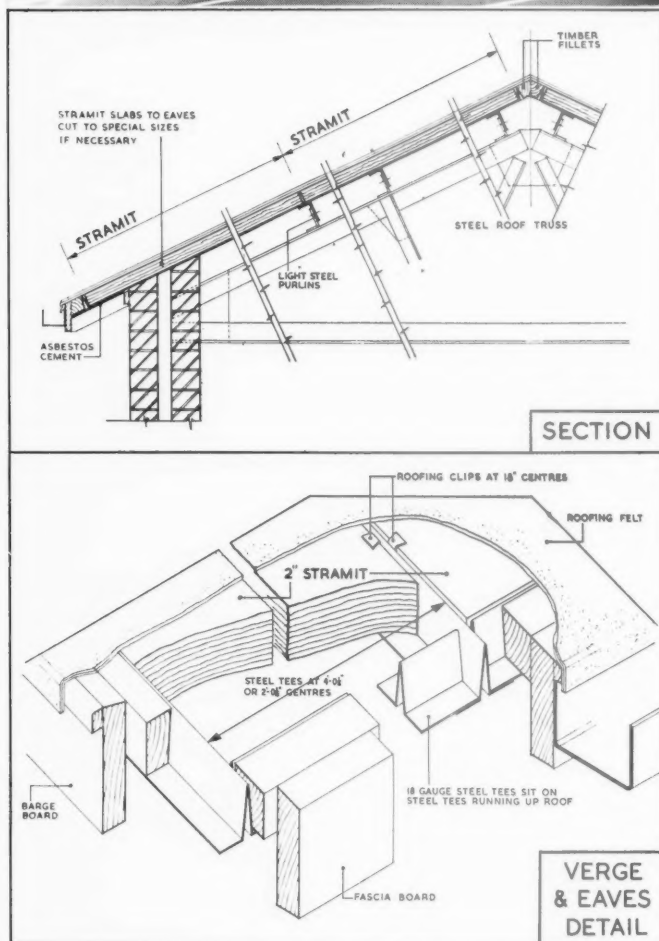 TIMBER
FILLETS
STRAMIT SLABS TO EAVES
CUT TO SPECIAL SIZES
IF NECESSARY
STRAMIT
STRAMIT
STEEL ROOF TRUSS
LIGHT STEEL
PURLINS
ASBESTOS
CEMENT
SECTION
ROOFING CLIPS AT 18" CENTRES
ROOFING FELT
2" STRAMIT
STEEL TEES AT 4'-0⅛"
OR 2'-0⅛" CENTRES
BARGE
BOARD
18 GAUGE STEEL TEES SIT ON
STEEL TEES RUNNING UP ROOF
FASCIA BOARD
VERGE
& EAVES
DETAIL